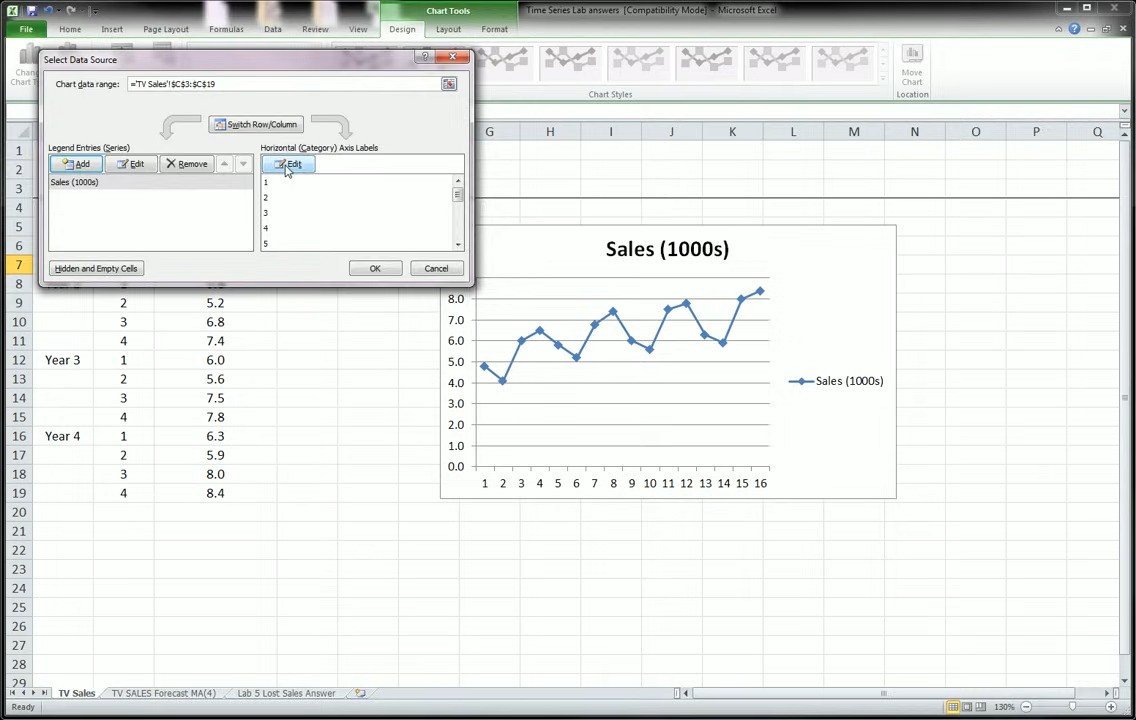 Chart Tools
Time Series Lab answers [Compatibility Mode] - Microsoft Excel
File Home Insert Page Layout Formulas Data Review View Design Layout Format
Select Data Source
Chart data range: ='TV Sales'!$C$3:$C$19
Switch Row/Column
Legend Entries (Series)
Horizontal (Category) Axis Labels
Add Edit Remove
Edit
Sales (1000s)
1
2
3
4
5
Hidden and Empty Cells
OK Cancel
Chart Styles
Move
Chart
Location
G H I J K L M N O P Q
1
2
3
4
5
6
7
8
9 2 5.2
10 3 6.8
11 4 7.4
12 Year 3 1 6.0
13 2 5.6
14 3 7.5
15 4 7.8
16 Year 4 1 6.3
17 2 5.9
18 3 8.0
19 4 8.4
20
21
22
23
24
25
26
27
28
29
Sales (1000s)
8.0
7.0
6.0
5.0
4.0
3.0
2.0
1.0
0.0
1 2 3 4 5 6 7 8 9 10 11 12 13 14 15 16
Sales (1000s)
TV Sales TV SALES Forecast MA(4) Lab 5 Lost Sales Answer
Ready
130%